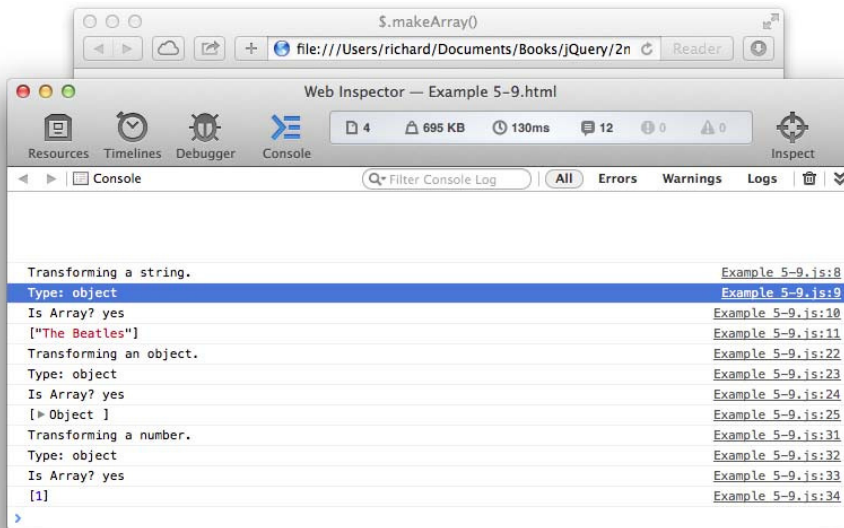 $.makeArray()
file:///Users/richard/Documents/Books/jQuery/2n
Reader
Web Inspector — Example 5-9.html
Resources Timelines Debugger Console
4 695 KB 130ms 12 0 0
Inspect
Console Filter Console Log All Errors Warnings Logs
Transforming a string. Example 5-9.js:8
Type: object Example 5-9.js:9
Is Array? yes Example 5-9.js:10
["The Beatles"] Example 5-9.js:11
Transforming an object. Example 5-9.js:22
Type: object Example 5-9.js:23
Is Array? yes Example 5-9.js:24
[▶Object ] Example 5-9.js:25
Transforming a number. Example 5-9.js:31
Type: object Example 5-9.js:32
Is Array? yes Example 5-9.js:33
[1] Example 5-9.js:34